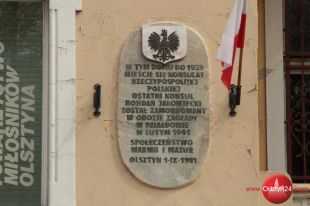 MIŁOŚNIKÓW
OLSZTYNA
W TYM DOMU DO 1939
MIEŚCIŁ SIĘ KONSULAT
RZECZYPOSPOLITEJ
POLSKIEJ
OSTATNI KONSUL
BOHDAN JAŁOWIECKI
ZOSTAŁ ZAMORDOWANY
W OBOZIE ZAGŁADY
W DZIAŁDOWIE
W LUTYM 1941
SPOŁECZEŃSTWO
WARMII I MAZUR
OLSZTYN 1·IX·1981
Olsztyn24.com